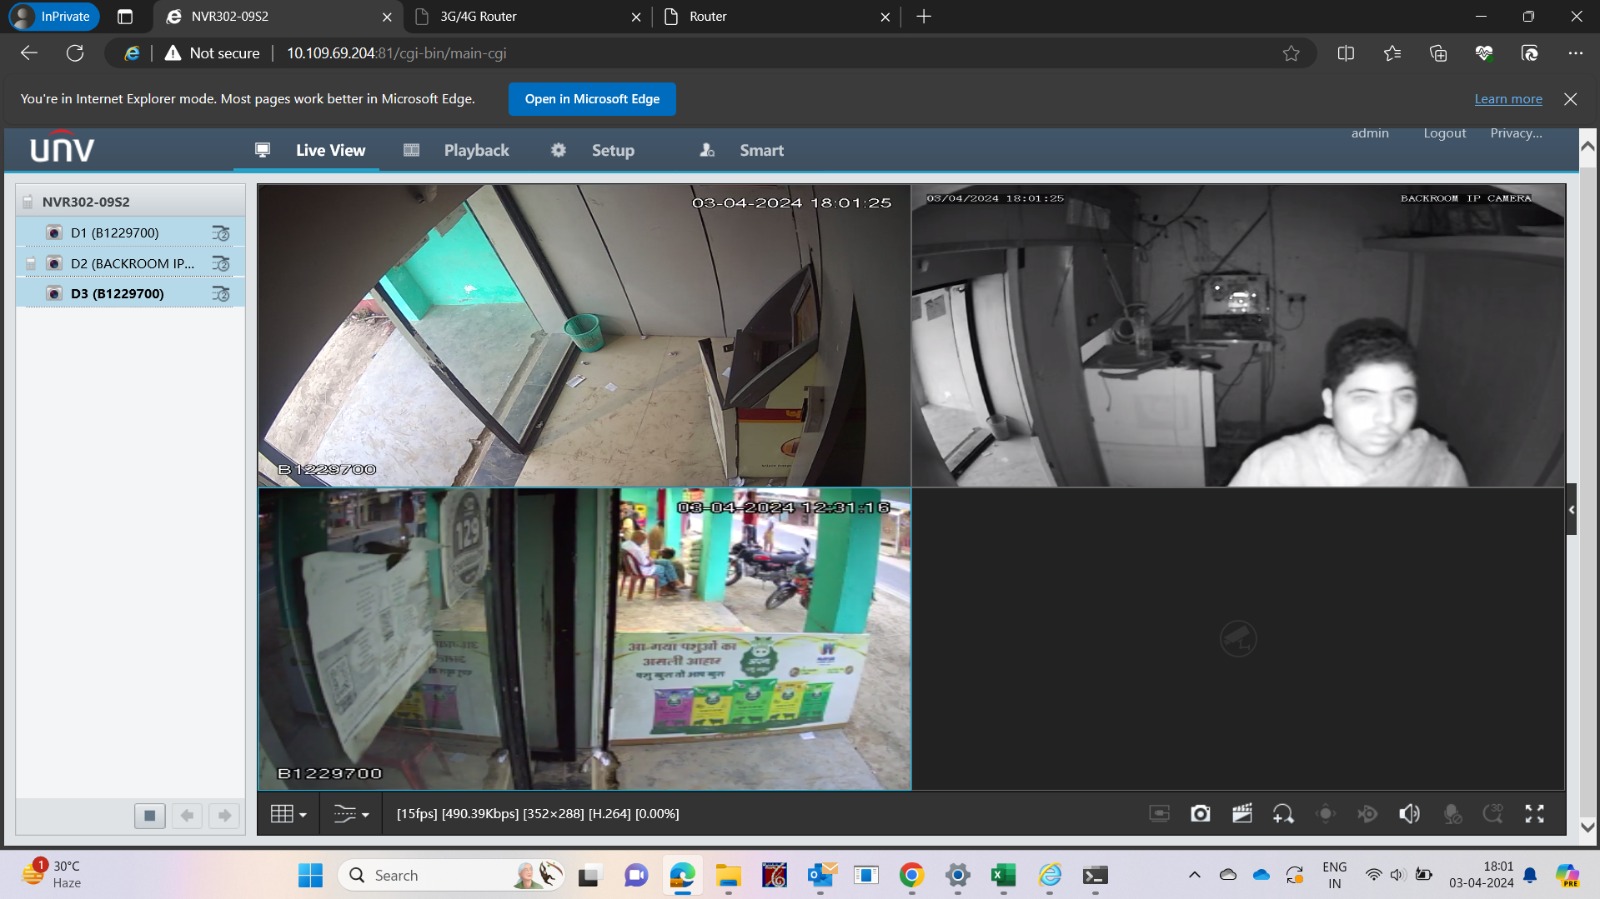 InPrivate
NVR302-09S2
3G/4G Router
Router
Not secure
10.109.69.204:81/cgi-bin/main-cgi
You're in Internet Explorer mode. Most pages work better in Microsoft Edge.
Open in Microsoft Edge
Learn more
unv
Live View
Playback
Setup
Smart
admin
Logout
Privacy...
NVR302-09S2
D1 (B1229700)
D2 (BACKROOM IP...
D3 (B1229700)
03-04-2024 18:01:25
B1229700
03/04/2024 18:01:25
BACKROOM IP CAMERA
03-04-2024 12:31:16
129
आ-गया पशुओं का
असली आहार
पशु खुश तो आप खुश
B1229700
[15fps] [490.39Kbps] [352×288] [H.264] [0.00%]
3D
1
30°C
Haze
Search
ENG
IN
18:01
03-04-2024
PRE